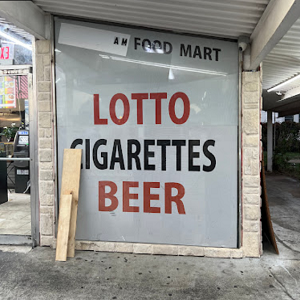 AM FOOD MART
LOTTO
CIGARETTES
BEER